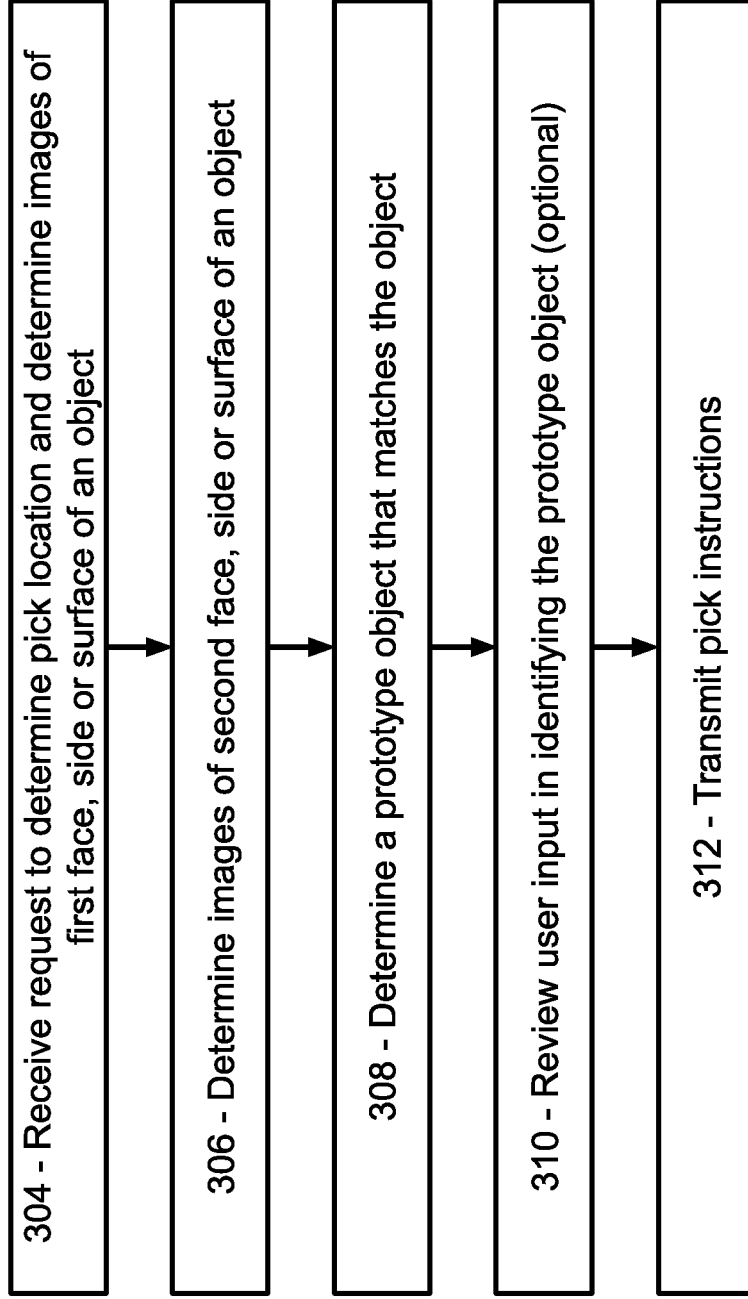 304 - Receive request to determine pick location and determine images of
first face, side or surface of an object
306 - Determine images of second face, side or surface of an object
308 - Determine a prototype object that matches the object
310 - Review user input in identifying the prototype object (optional)
312 - Transmit pick instructions